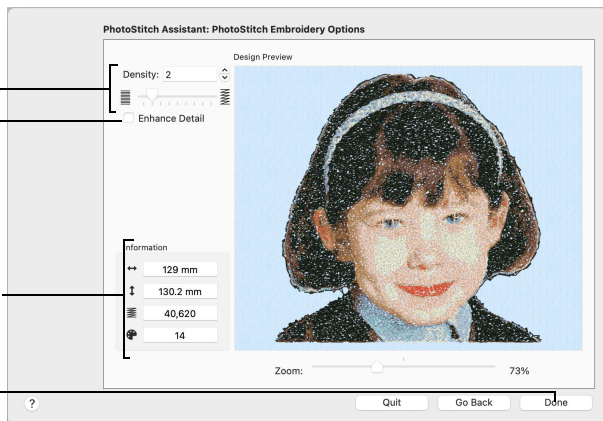 PhotoStitch Assistant: PhotoStitch Embroidery Options
Design Preview
Density: 2
Enhance Detail
nformation
129 mm
130.2 mm
40,620
14
Zoom: 73%
? Quit Go Back Done